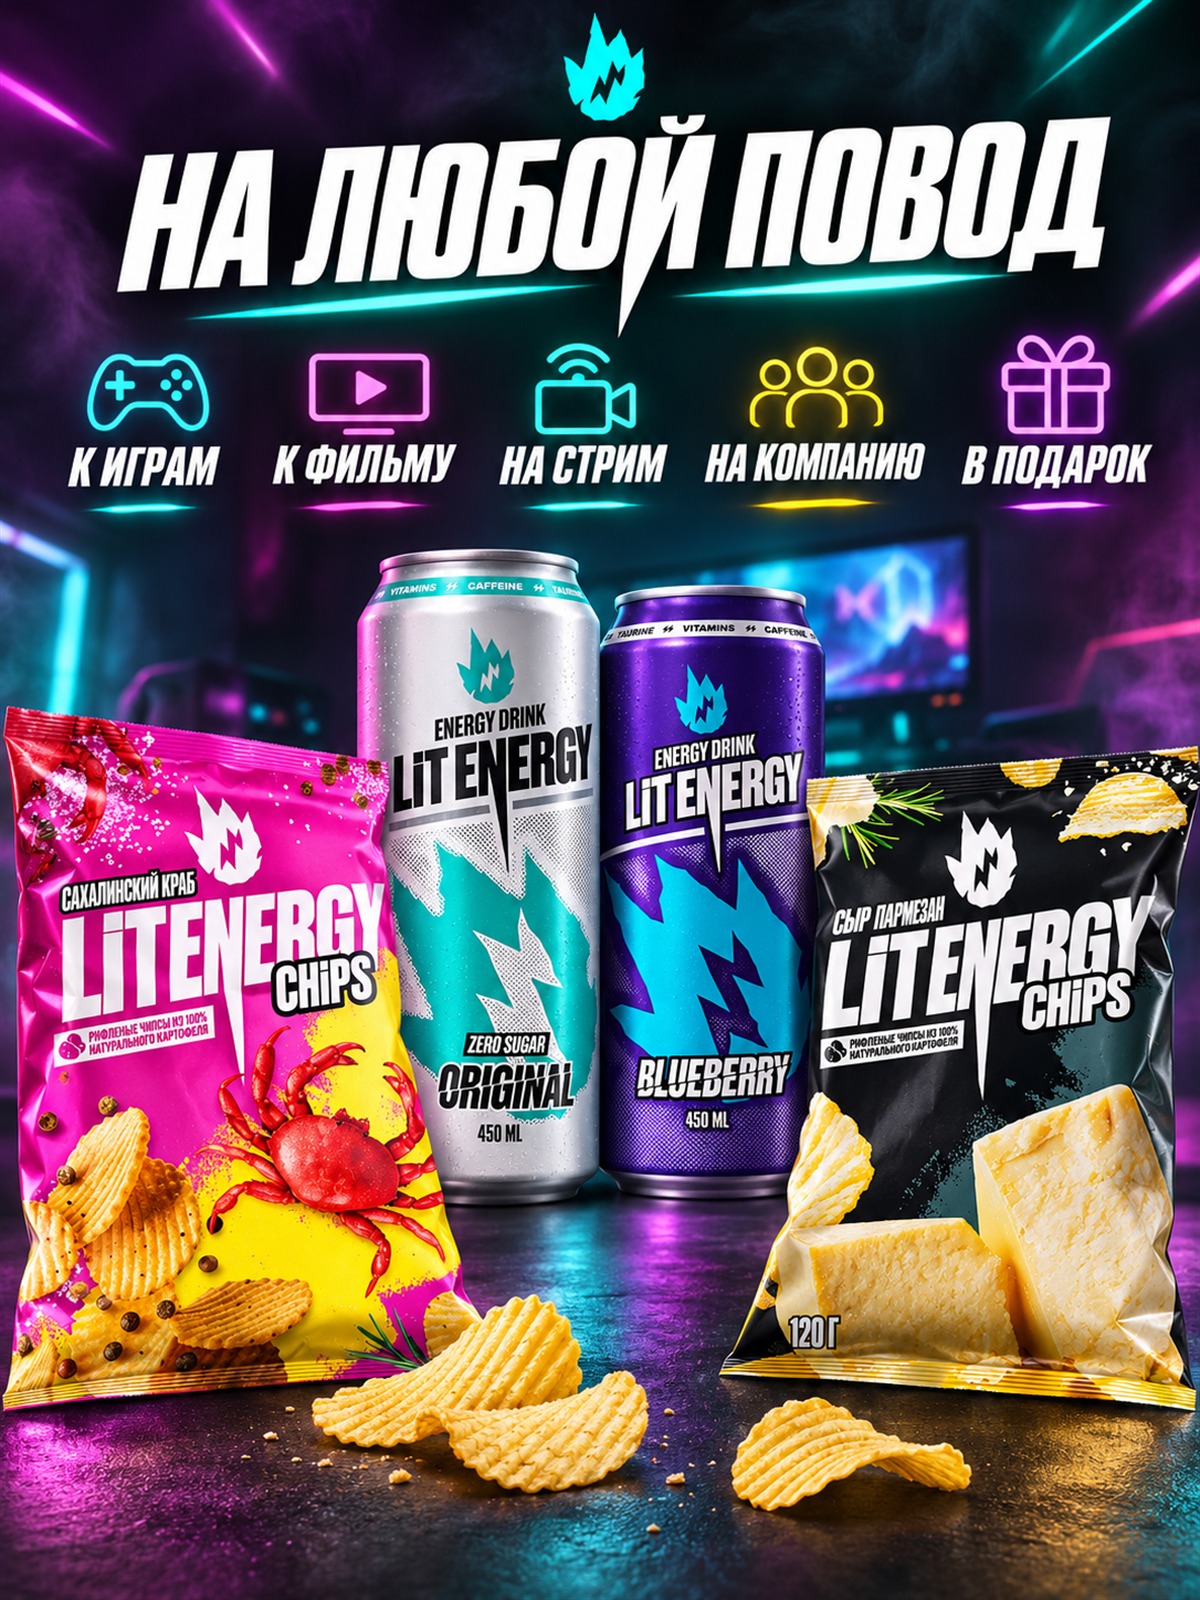 НА ЛЮБОЙ ПОВОД
К ИГРАМ
К ФИЛЬМУ
НА СТРИМ
НА КОМПАНИЮ
В ПОДАРОК
VITAMINS CAFFEINE TAURINE
ENERGY DRINK
LiT ENERGY
ZERO SUGAR
ORIGINAL
450 ML
TAURINE VITAMINS CAFFEINE
ENERGY DRINK
LiT ENERGY
BLUEBERRY
450 ML
САХАЛИНСКИЙ КРАБ
LiTENERGY
CHiPS
РИФЛЕНЫЕ ЧИПСЫ ИЗ 100%
НАТУРАЛЬНОГО КАРТОФЕЛЯ
СЫР ПАРМЕЗАН
LiTENERGY
CHiPS
РИФЛЕНЫЕ ЧИПСЫ ИЗ 100%
НАТУРАЛЬНОГО КАРТОФЕЛЯ
120 Г